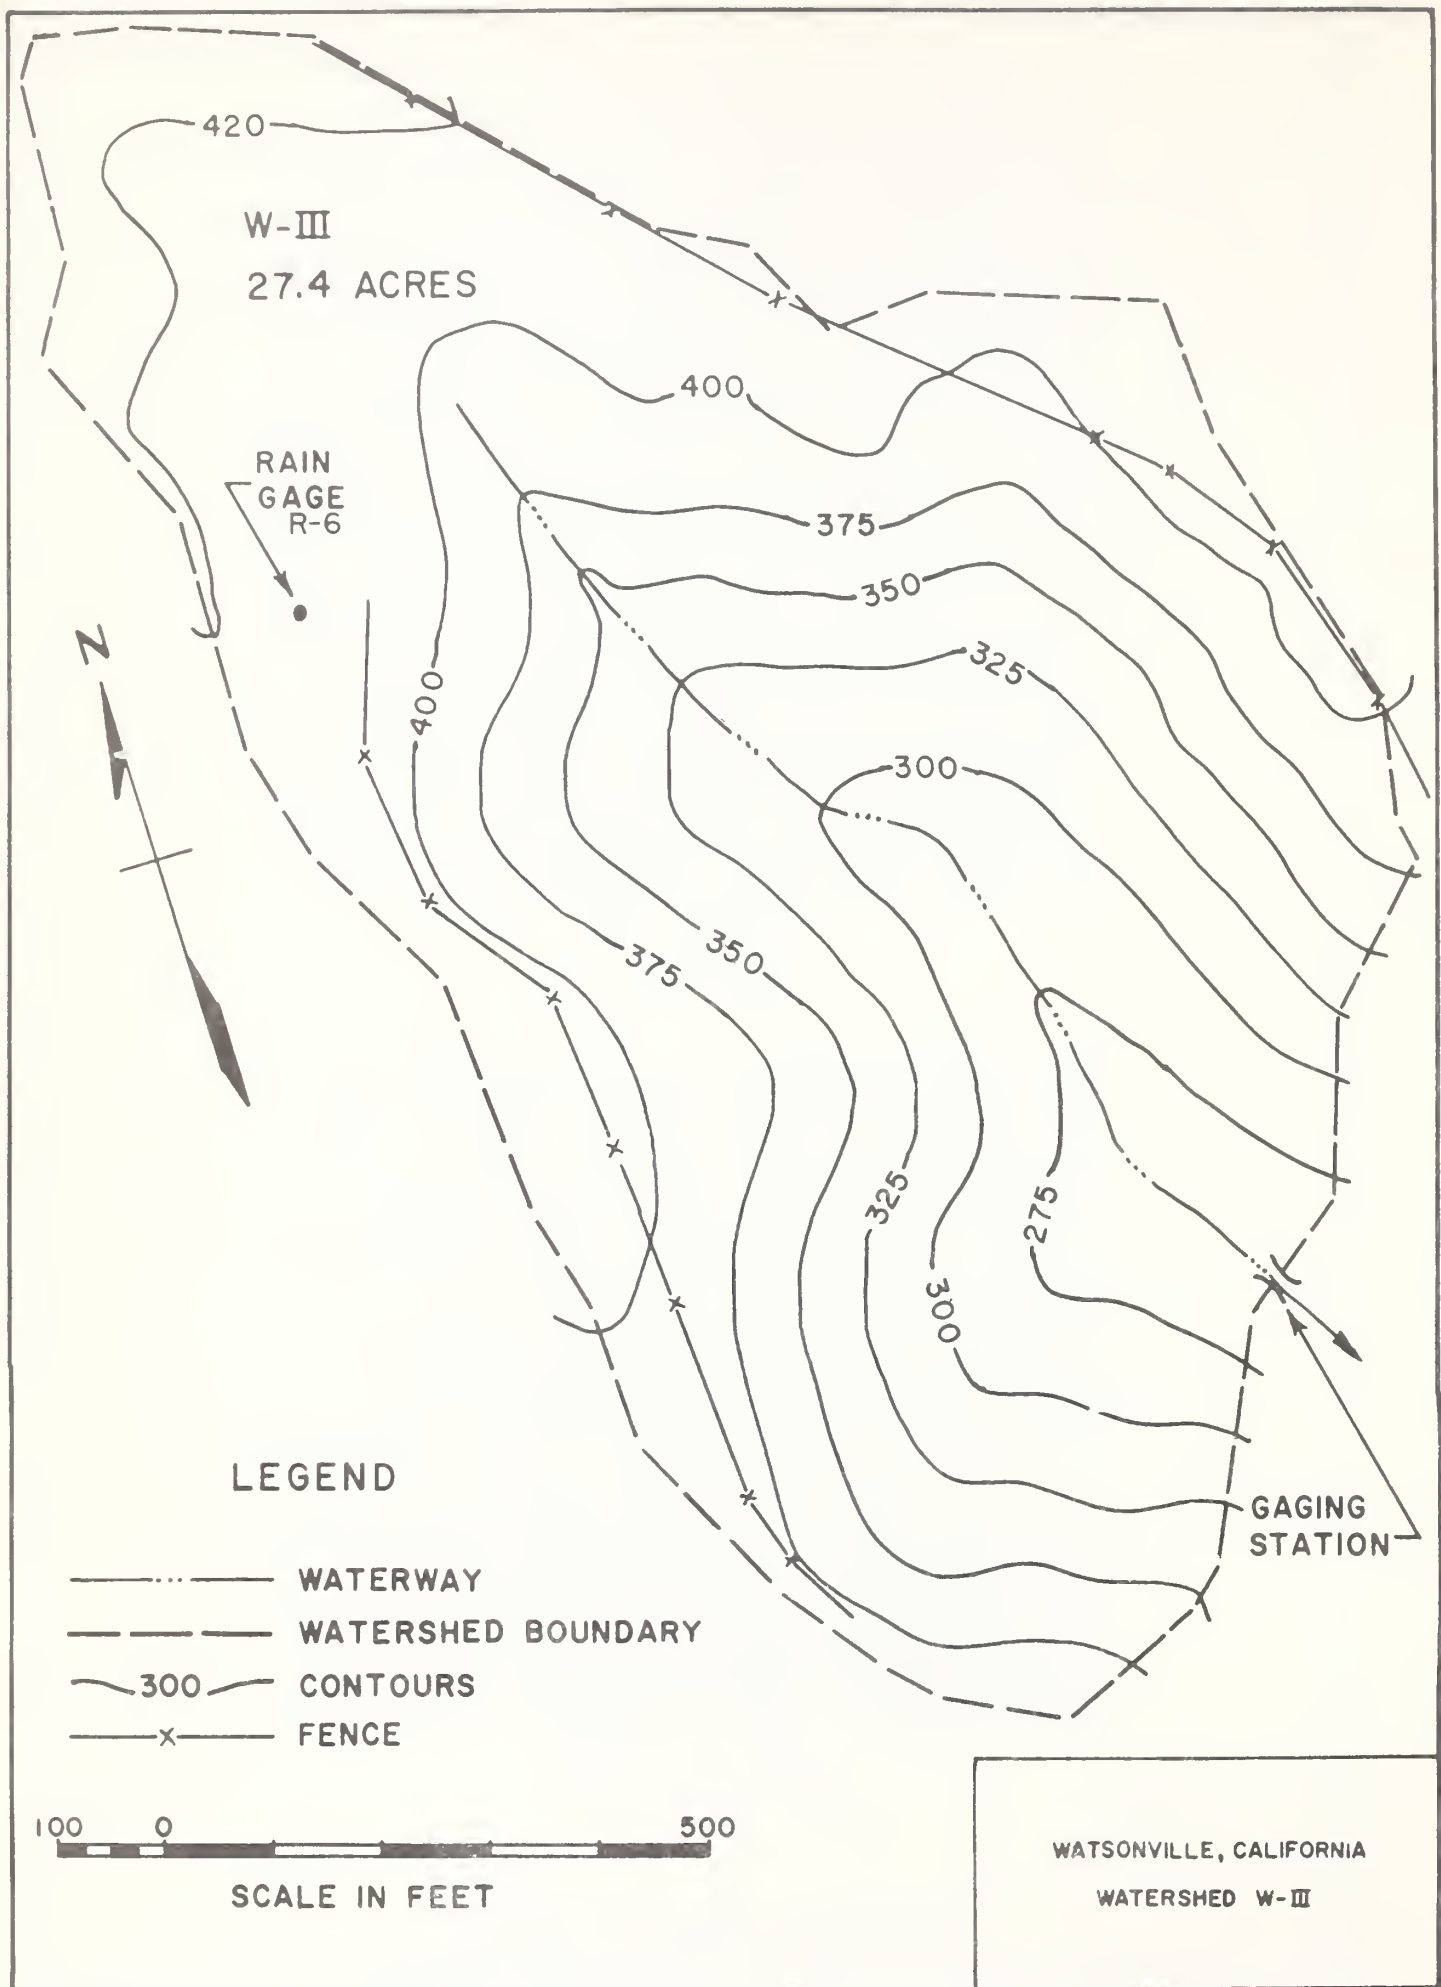 420
W-III
27.4 ACRES
400
RAIN
GAGE
R-6
375
350
N
325
400
300
350
375
325
275
300
LEGEND
GAGING
STATION
WATERWAY
WATERSHED BOUNDARY
300 CONTOURS
FENCE
100 0 500
SCALE IN FEET
WATSONVILLE, CALIFORNIA
WATERSHED W-III